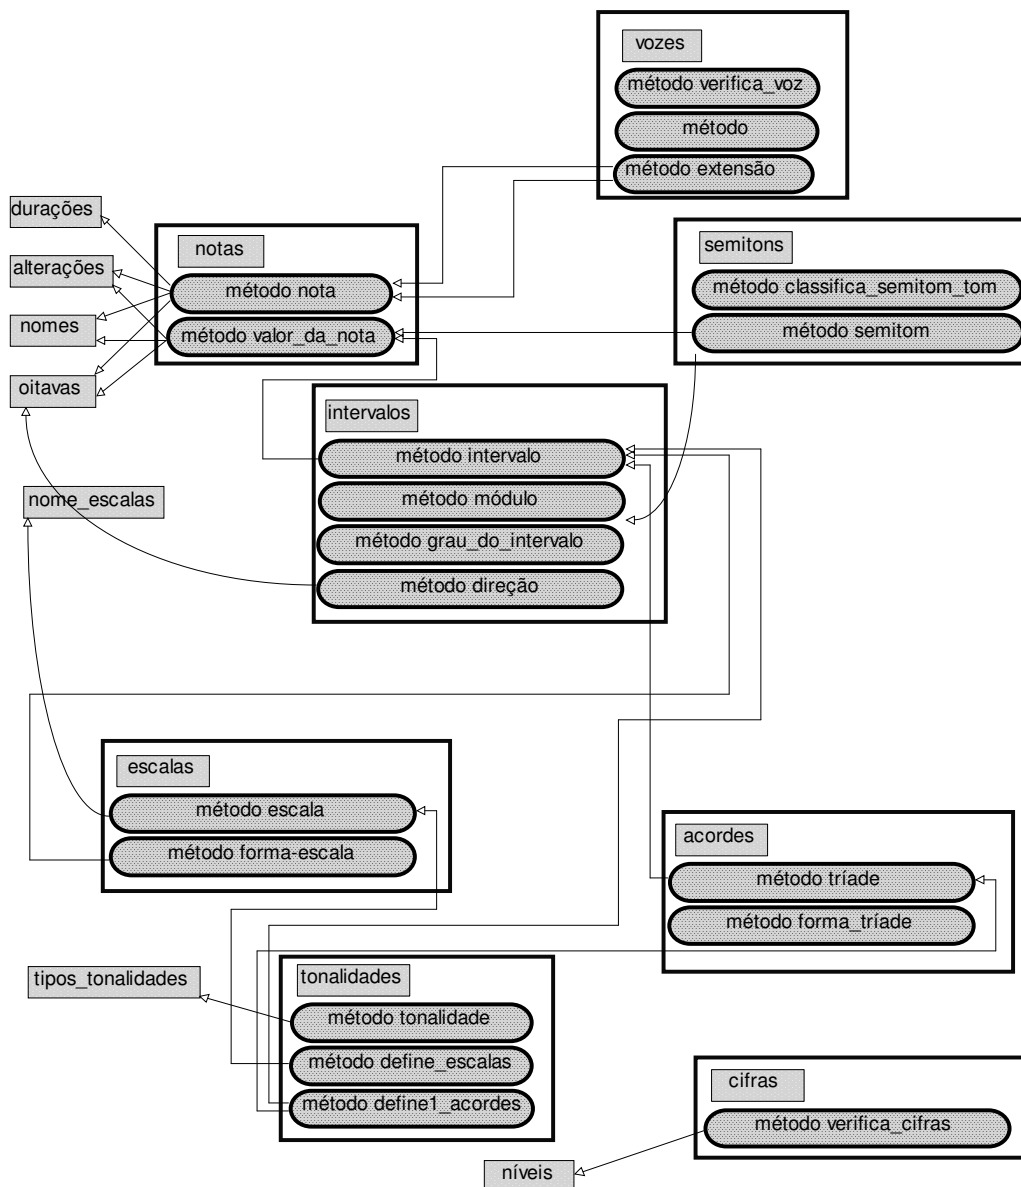 vozes
método verifica_voz
método
método extensão
durações
alterações
nomes
oitavas
notas
método nota
método valor_da_nota
semitons
método classifica_semitom_tom
método semitom
intervalos
método intervalo
método módulo
método grau_do_intervalo
método direção
nome_escalas
escalas
método escala
método forma-escala
acordes
método tríade
método forma_tríade
tipos_tonalidades
tonalidades
método tonalidade
método define_escalas
método define1_acordes
cifras
método verifica_cifras
níveis